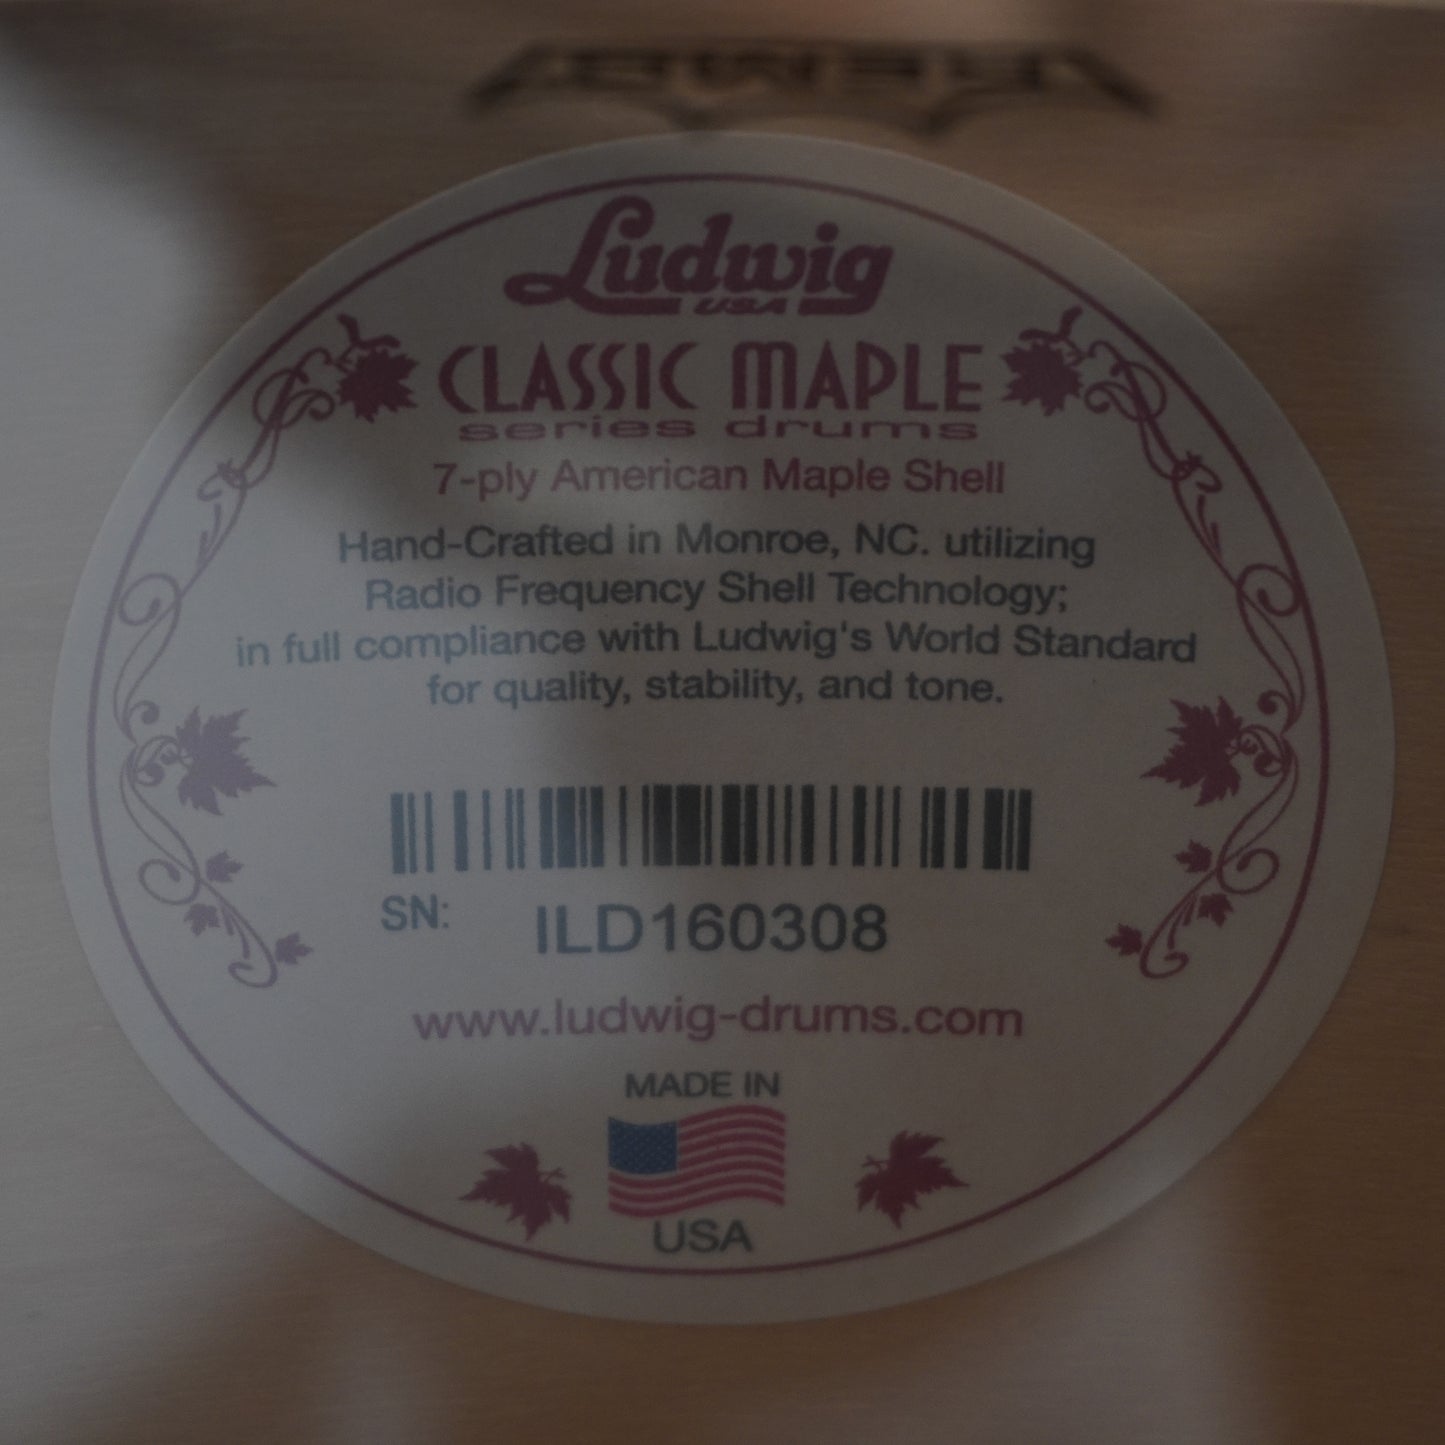 Ludwig
USA
CLASSIC MAPLE
series drums
7-ply American Maple Shell
Hand-Crafted in Monroe, NC. utilizing
Radio Frequency Shell Technology;
in full compliance with Ludwig's World Standard
for quality, stability, and tone.
SN: ILD160308
www.ludwig-drums.com
MADE IN
USA